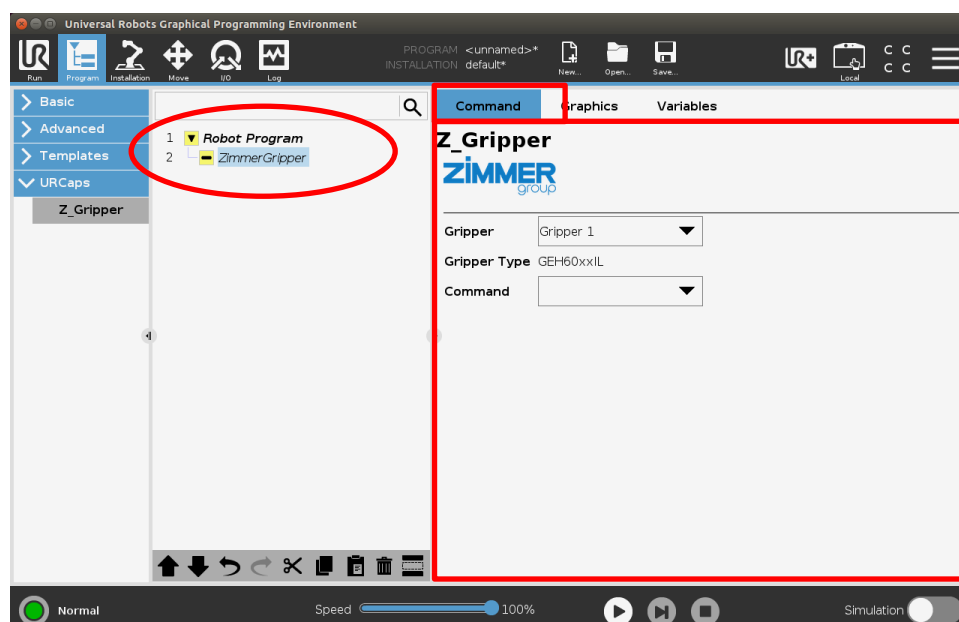 Universal Robots Graphical Programming Environment
UR
Run
Program
Installation
Move
I/O
Log
PROGRAM <unnamed>*
INSTALLATION default*
New...
Open...
Save...
UR+
Local
C C
C C
Basic
Advanced
Templates
URCaps
Z_Gripper
1 Robot Program
2 ZimmerGripper
Command Graphics Variables
Z_Gripper
ZIMMER
group
Gripper Gripper 1
Gripper Type GEH60xxIL
Command
Normal
Speed 100%
Simulation